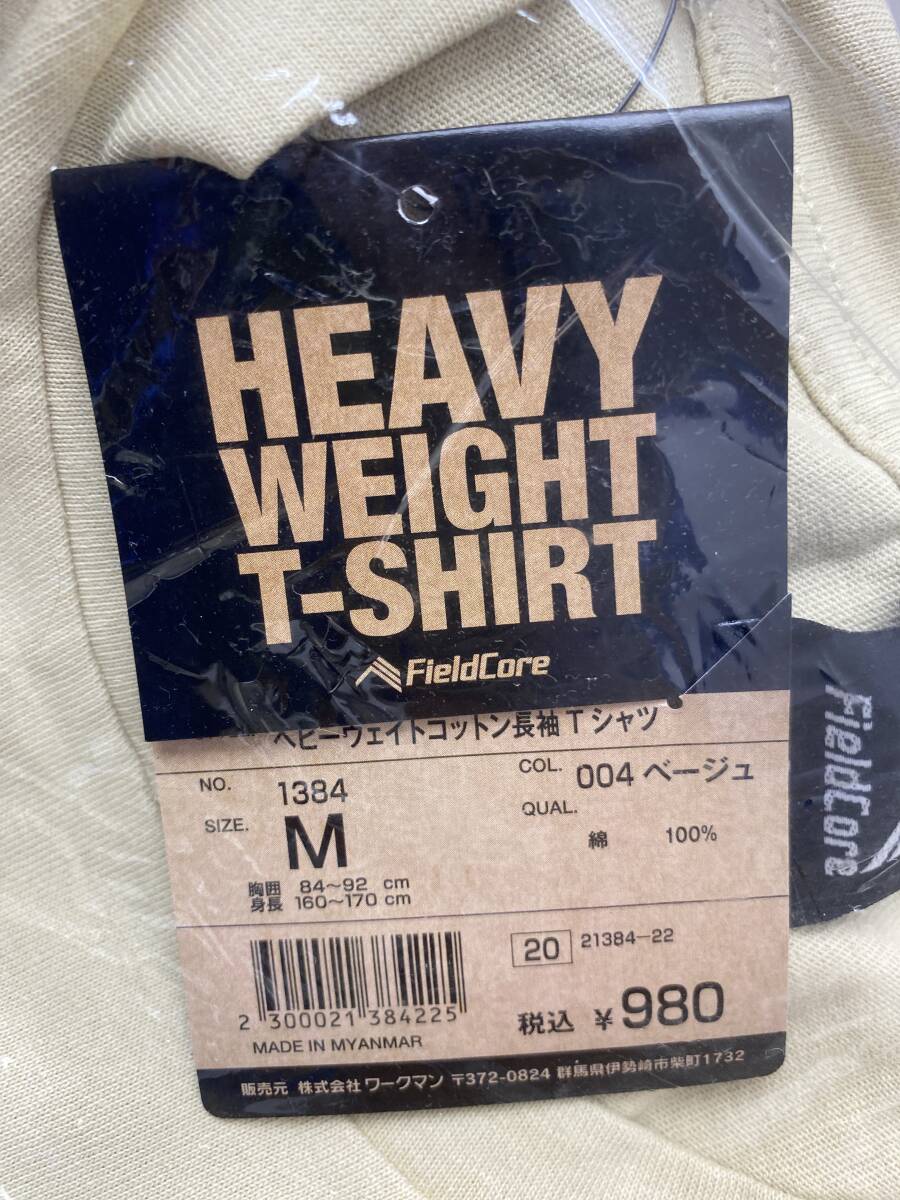 HEAVY
WEIGHT
T-SHIRT
FieldCore
ヘビーウェイトコットン長袖Tシャツ
NO. 1384
COL. 004 ベージュ
SIZE. M
QUAL. 綿 100%
胸囲 84〜92 cm
身長 160〜170 cm
20 21384-22
税込 ¥980
2 300021 384225
MADE IN MYANMAR
販売元 株式会社 ワークマン 〒372-0824 群馬県伊勢崎市柴町1732
FieldCore